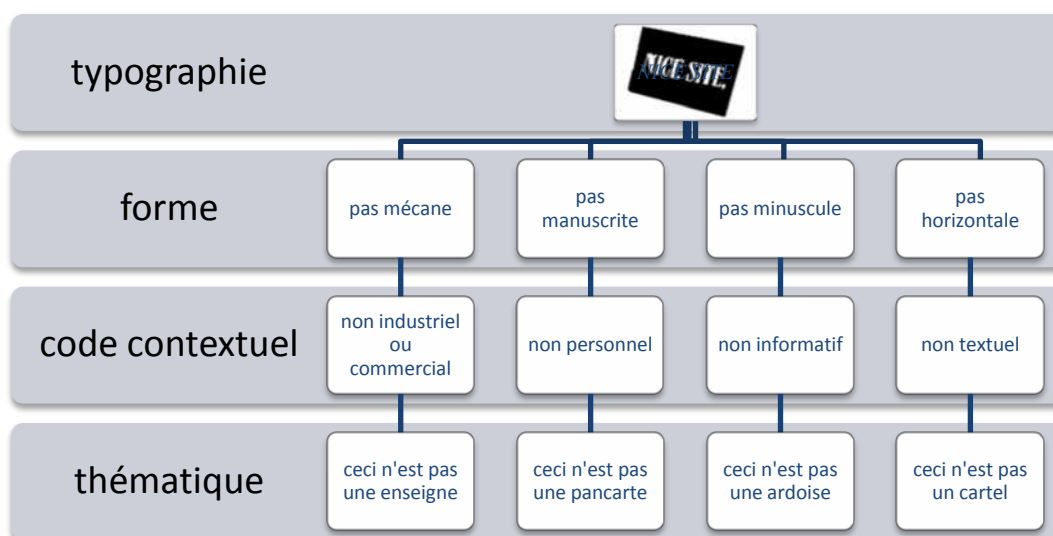 typographie
NICE SITE.
NICE SITE
forme
pas mécane
pas
manuscrite
pas minuscule
pas
horizontale
code contextuel
non industriel
ou
commercial
non personnel
non informatif
non textuel
thématique
ceci n'est pas
une enseigne
ceci n'est pas
une pancarte
ceci n'est pas
une ardoise
ceci n'est pas
un cartel